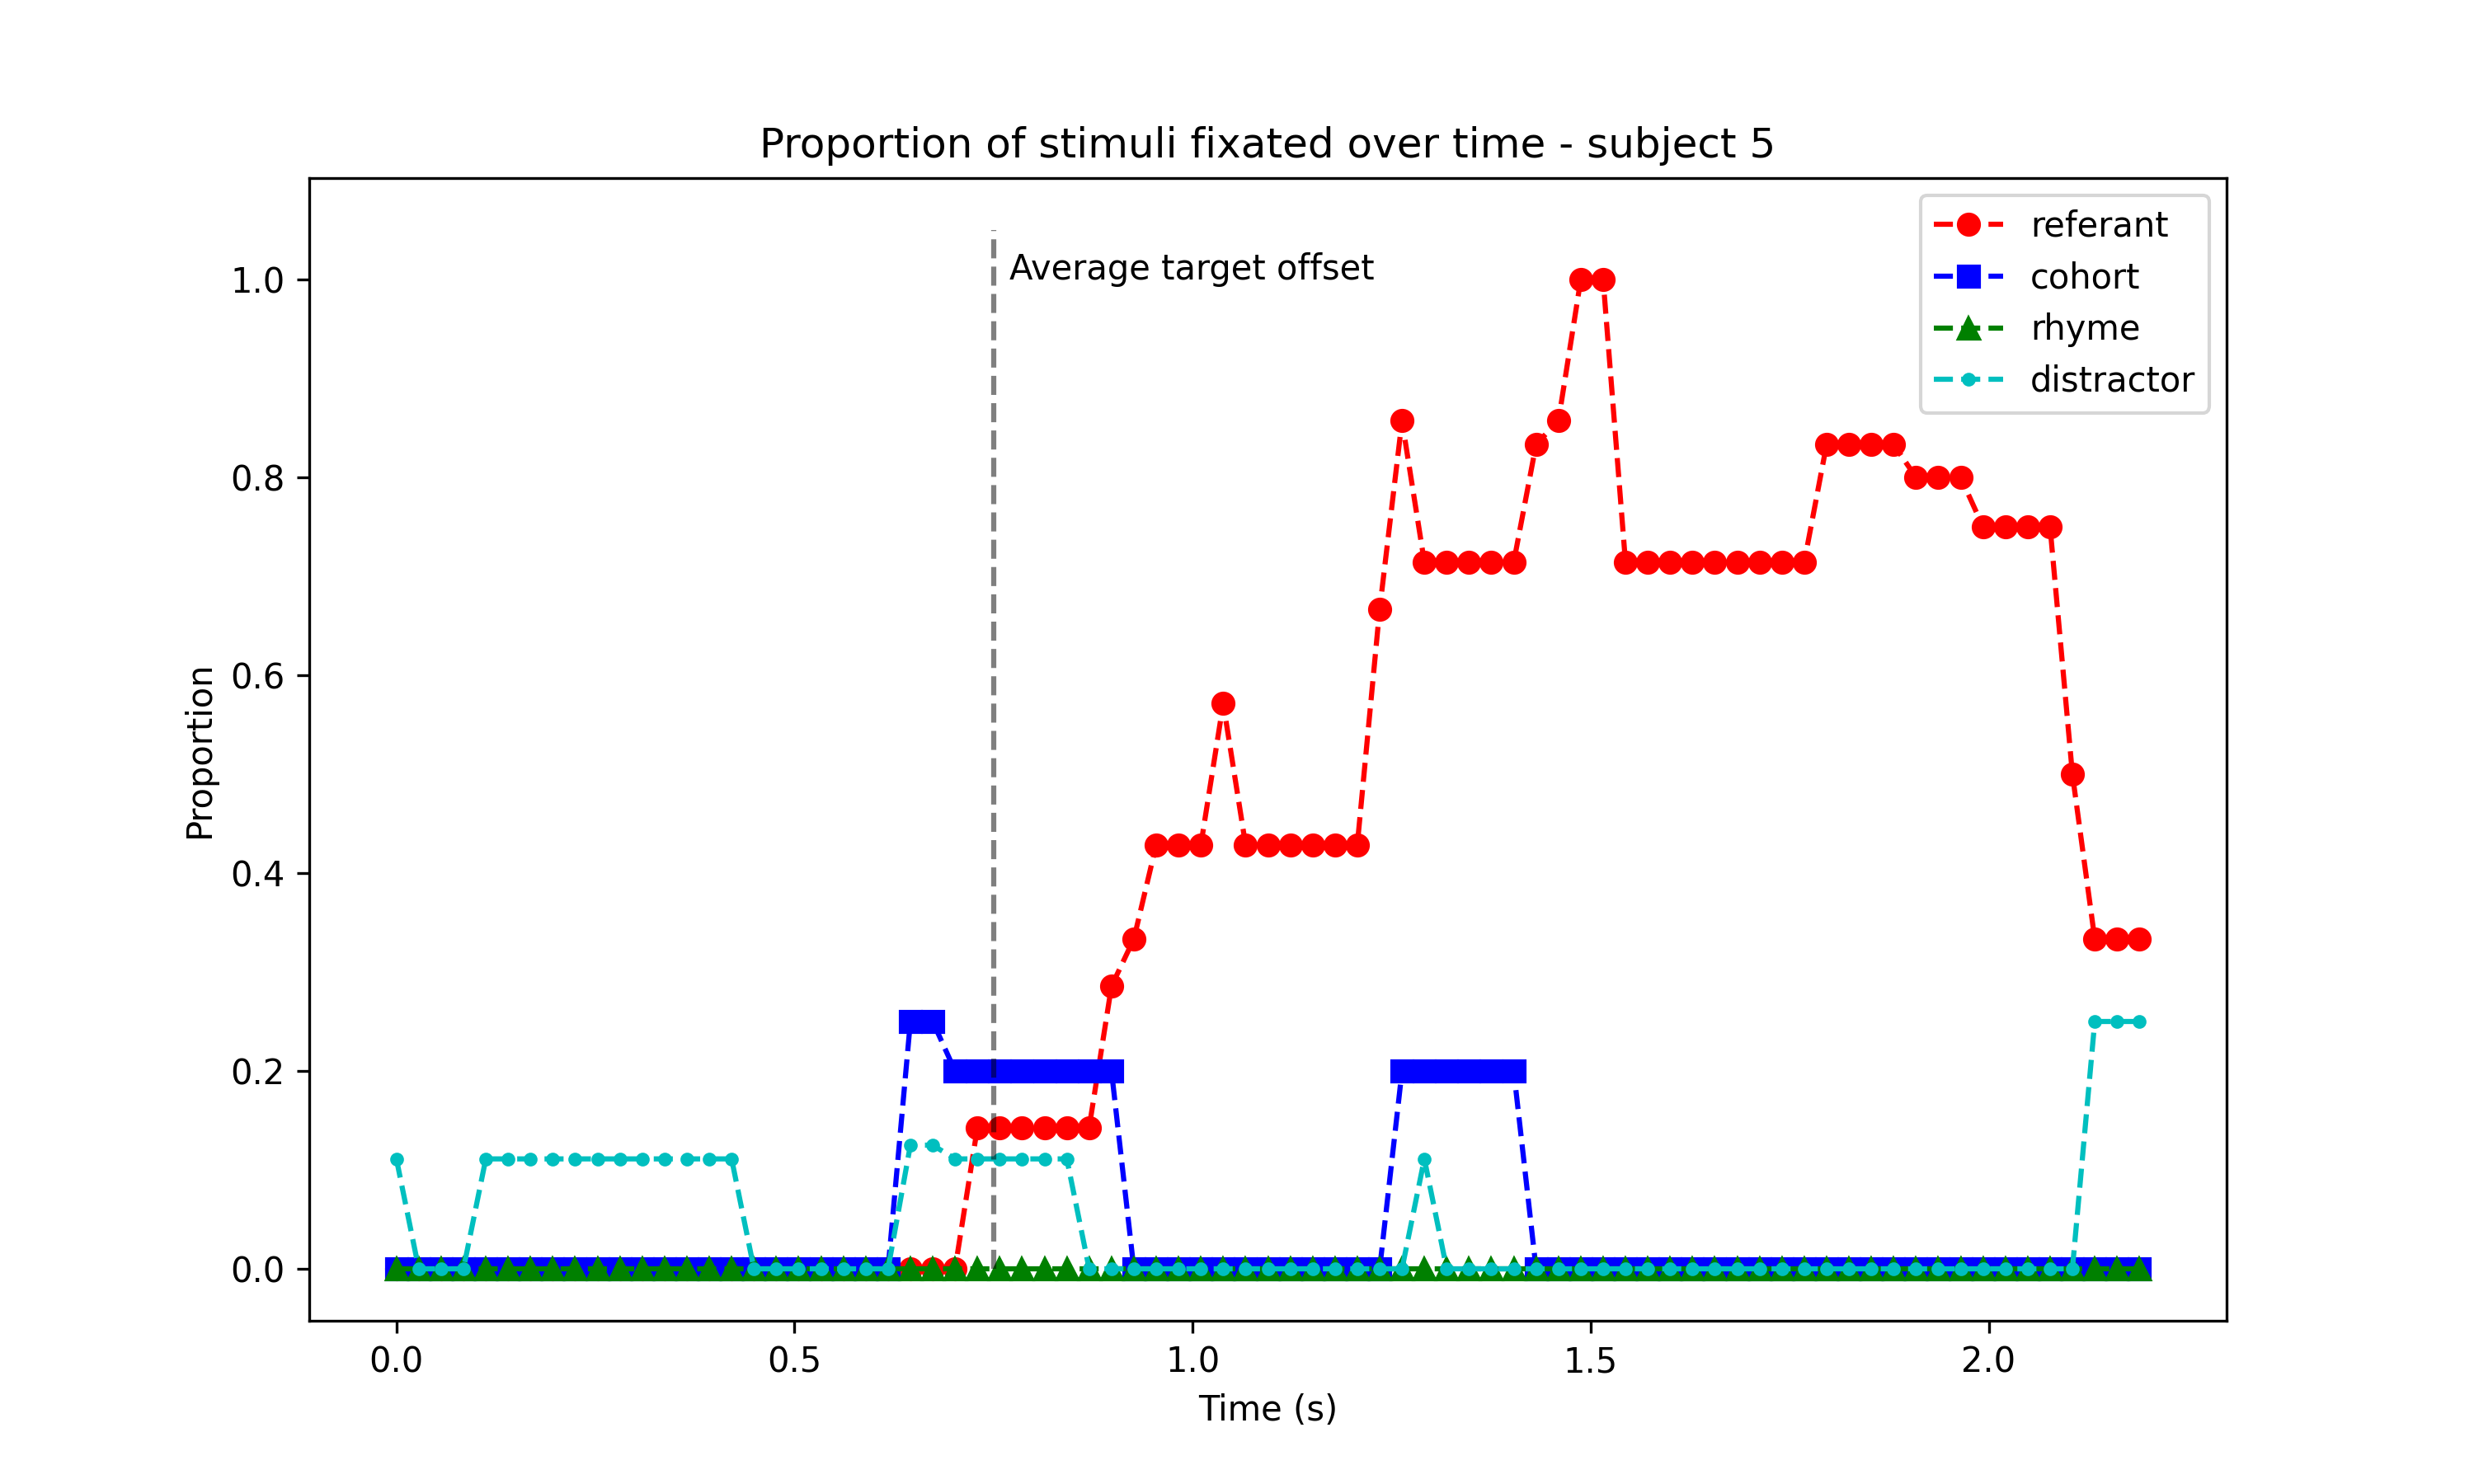 Proportion of stimuli fixated over time - subject 5
Average target offset
referant
cohort
rhyme
distractor
1.0
0.8
0.6
0.4
0.2
0.0
Proportion
0.0 0.5 1.0 1.5 2.0
Time (s)